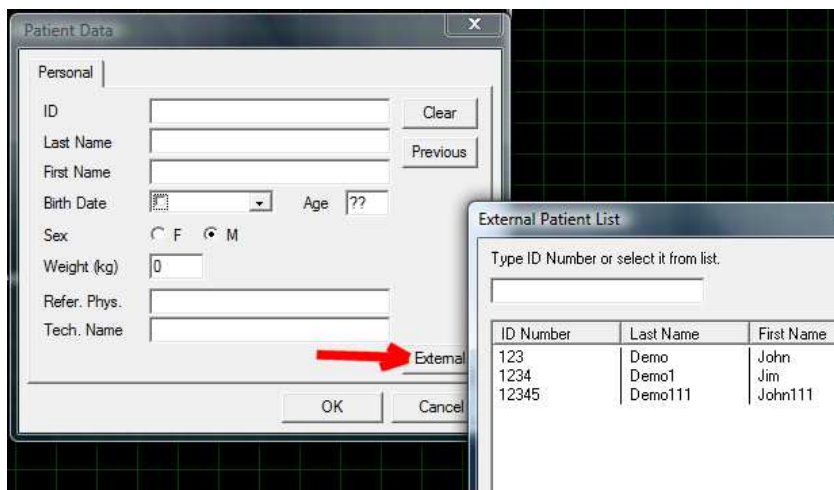 Patient Data
X
Personal
ID
Clear
Last Name
Previous
First Name
Birth Date
Age ??
Sex F M
Weight (kg) 0
Refer. Phys.
Tech. Name
External
OK Cancel
External Patient List
Type ID Number or select it from list.
ID Number Last Name First Name
123 Demo John
1234 Demo1 Jim
12345 Demo111 John111